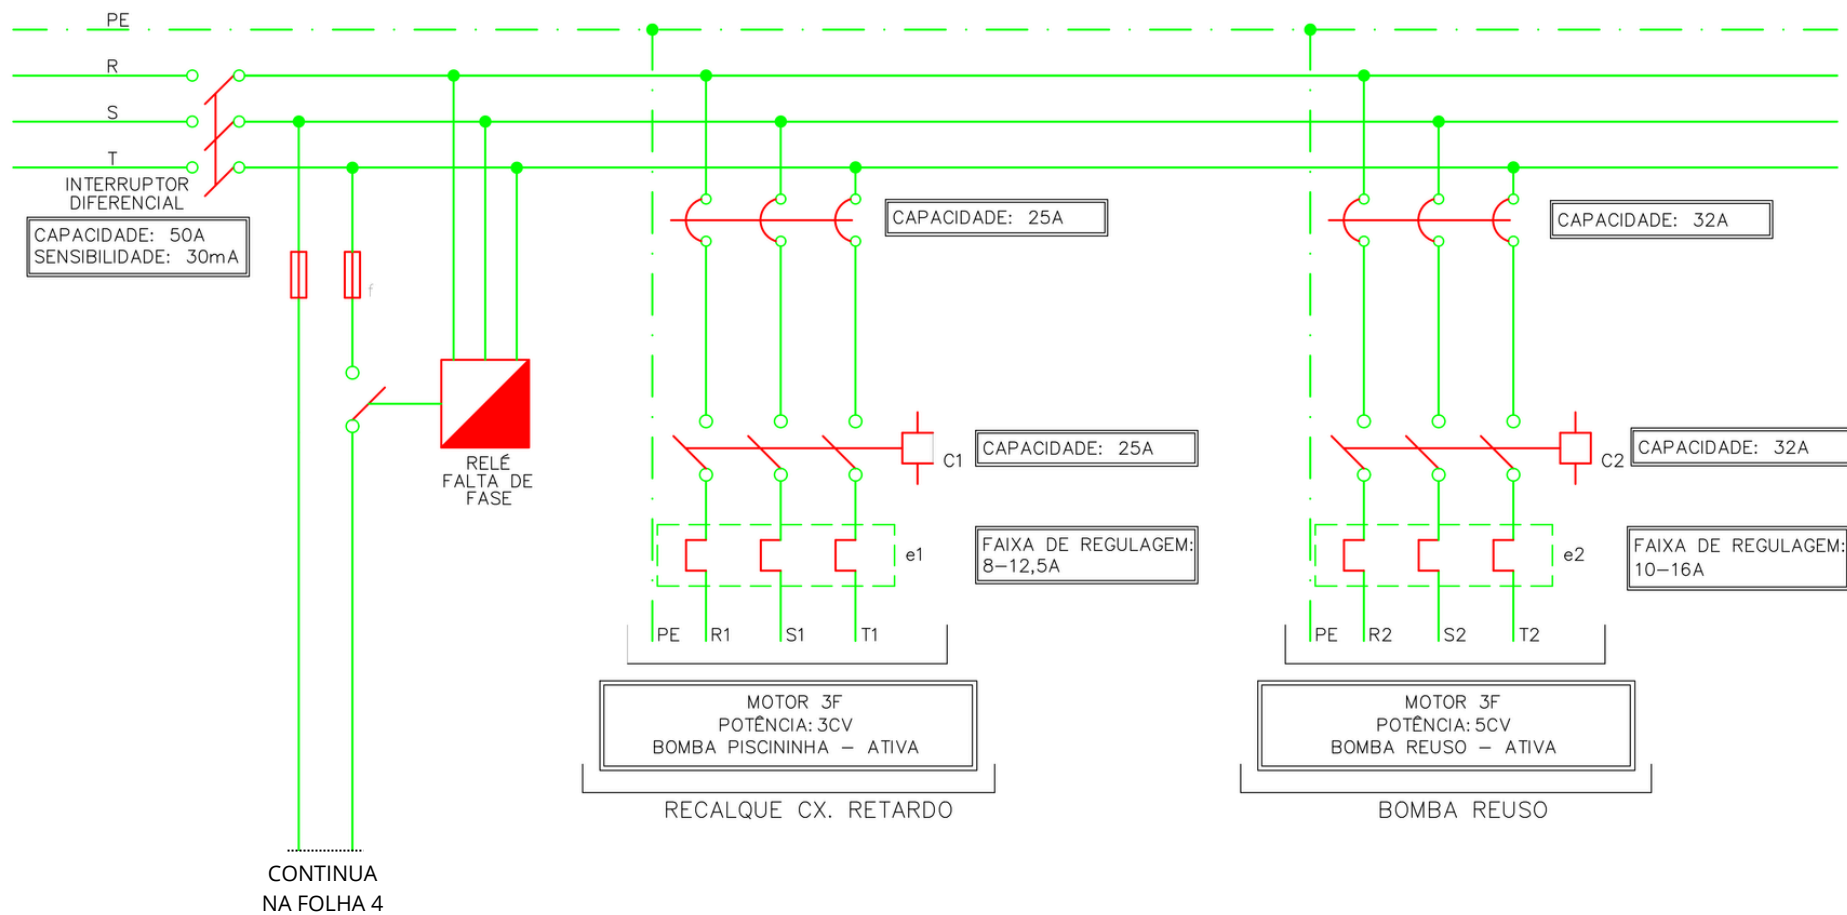 PE
R
S
T
INTERRUPTOR
DIFERENCIAL
CAPACIDADE: 50A
SENSIBILIDADE: 30mA
f
RELÉ
FALTA DE
FASE
CONTINUA
NA FOLHA 4
CAPACIDADE: 25A
C1
CAPACIDADE: 25A
e1
FAIXA DE REGULAGEM:
8-12,5A
PE R1 S1 T1
MOTOR 3F
POTÊNCIA: 3CV
BOMBA PISCININHA - ATIVA
RECALQUE CX. RETARDO
CAPACIDADE: 32A
C2
CAPACIDADE: 32A
e2
FAIXA DE REGULAGEM:
10-16A
PE R2 S2 T2
MOTOR 3F
POTÊNCIA: 5CV
BOMBA REUSO - ATIVA
BOMBA REUSO